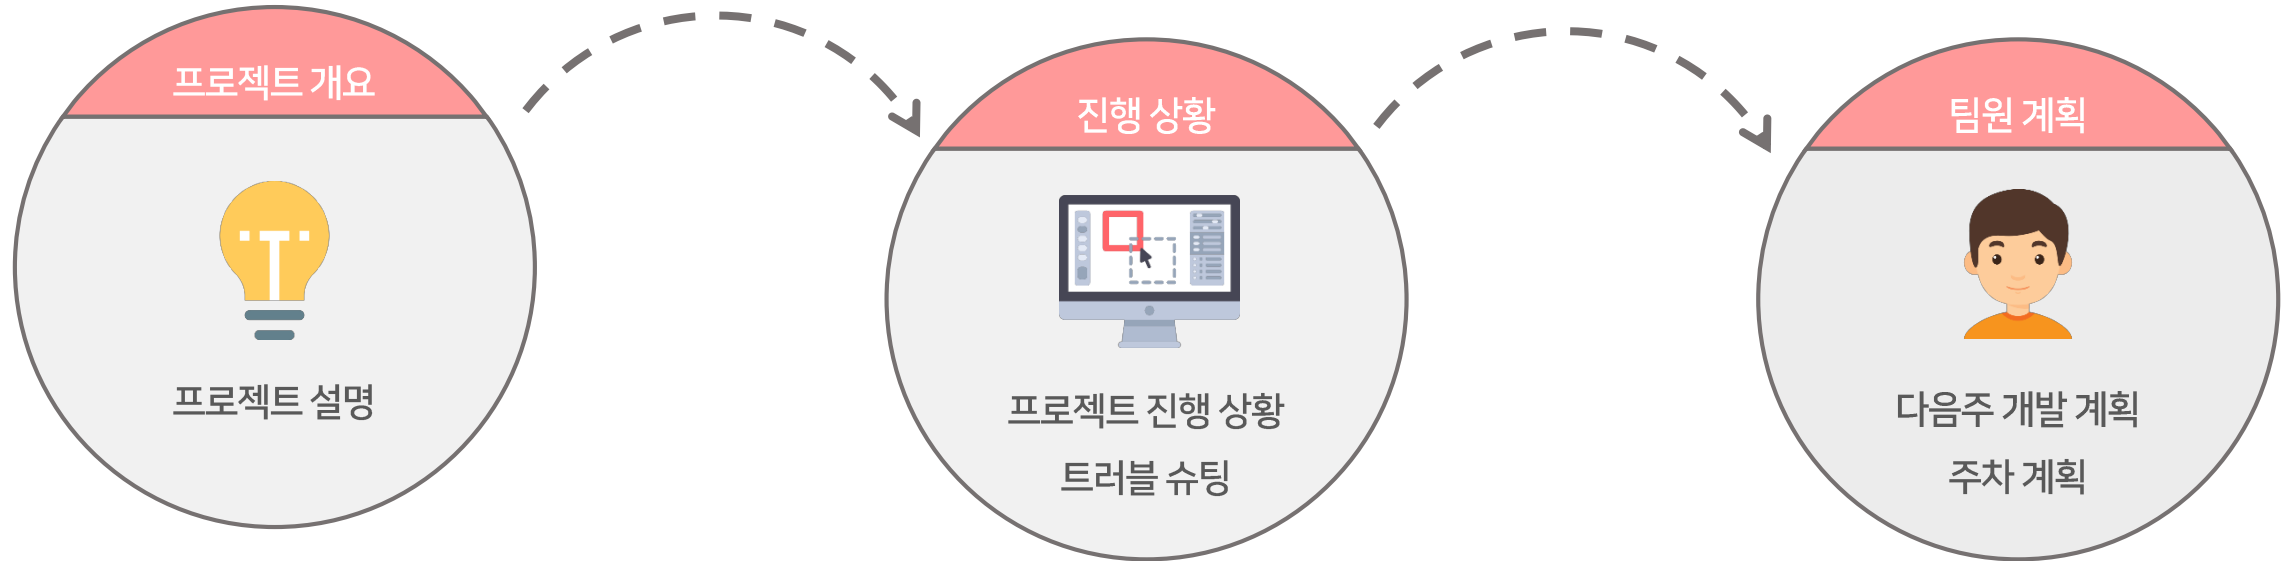 프로젝트 개요
프로젝트 설명
진행 상황
프로젝트 진행 상황
트러블 슈팅
팀원 계획
다음주 개발 계획
주차 계획